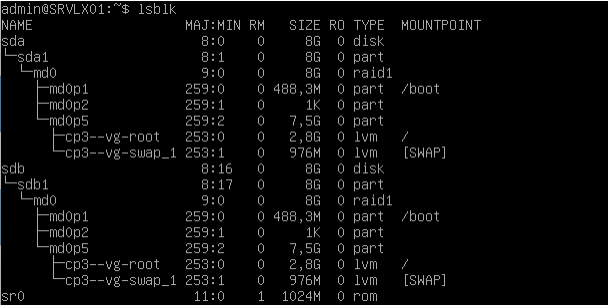 admin@SRVLX01:~$ lsblk
NAME MAJ:MIN RM SIZE RO TYPE MOUNTPOINT
sda 8:0 0 8G 0 disk
└─sda1 8:1 0 8G 0 part
└─md0 9:0 0 8G 0 raid1
├─md0p1 259:0 0 488,3M 0 part /boot
├─md0p2 259:1 0 1K 0 part
└─md0p5 259:2 0 7,5G 0 part
├─cp3--vg-root 253:0 0 2,8G 0 lvm /
└─cp3--vg-swap_1 253:1 0 976M 0 lvm [SWAP]
sdb 8:16 0 8G 0 disk
└─sdb1 8:17 0 8G 0 part
└─md0 9:0 0 8G 0 raid1
├─md0p1 259:0 0 488,3M 0 part /boot
├─md0p2 259:1 0 1K 0 part
└─md0p5 259:2 0 7,5G 0 part
├─cp3--vg-root 253:0 0 2,8G 0 lvm /
└─cp3--vg-swap_1 253:1 0 976M 0 lvm [SWAP]
sr0 11:0 1 1024M 0 rom